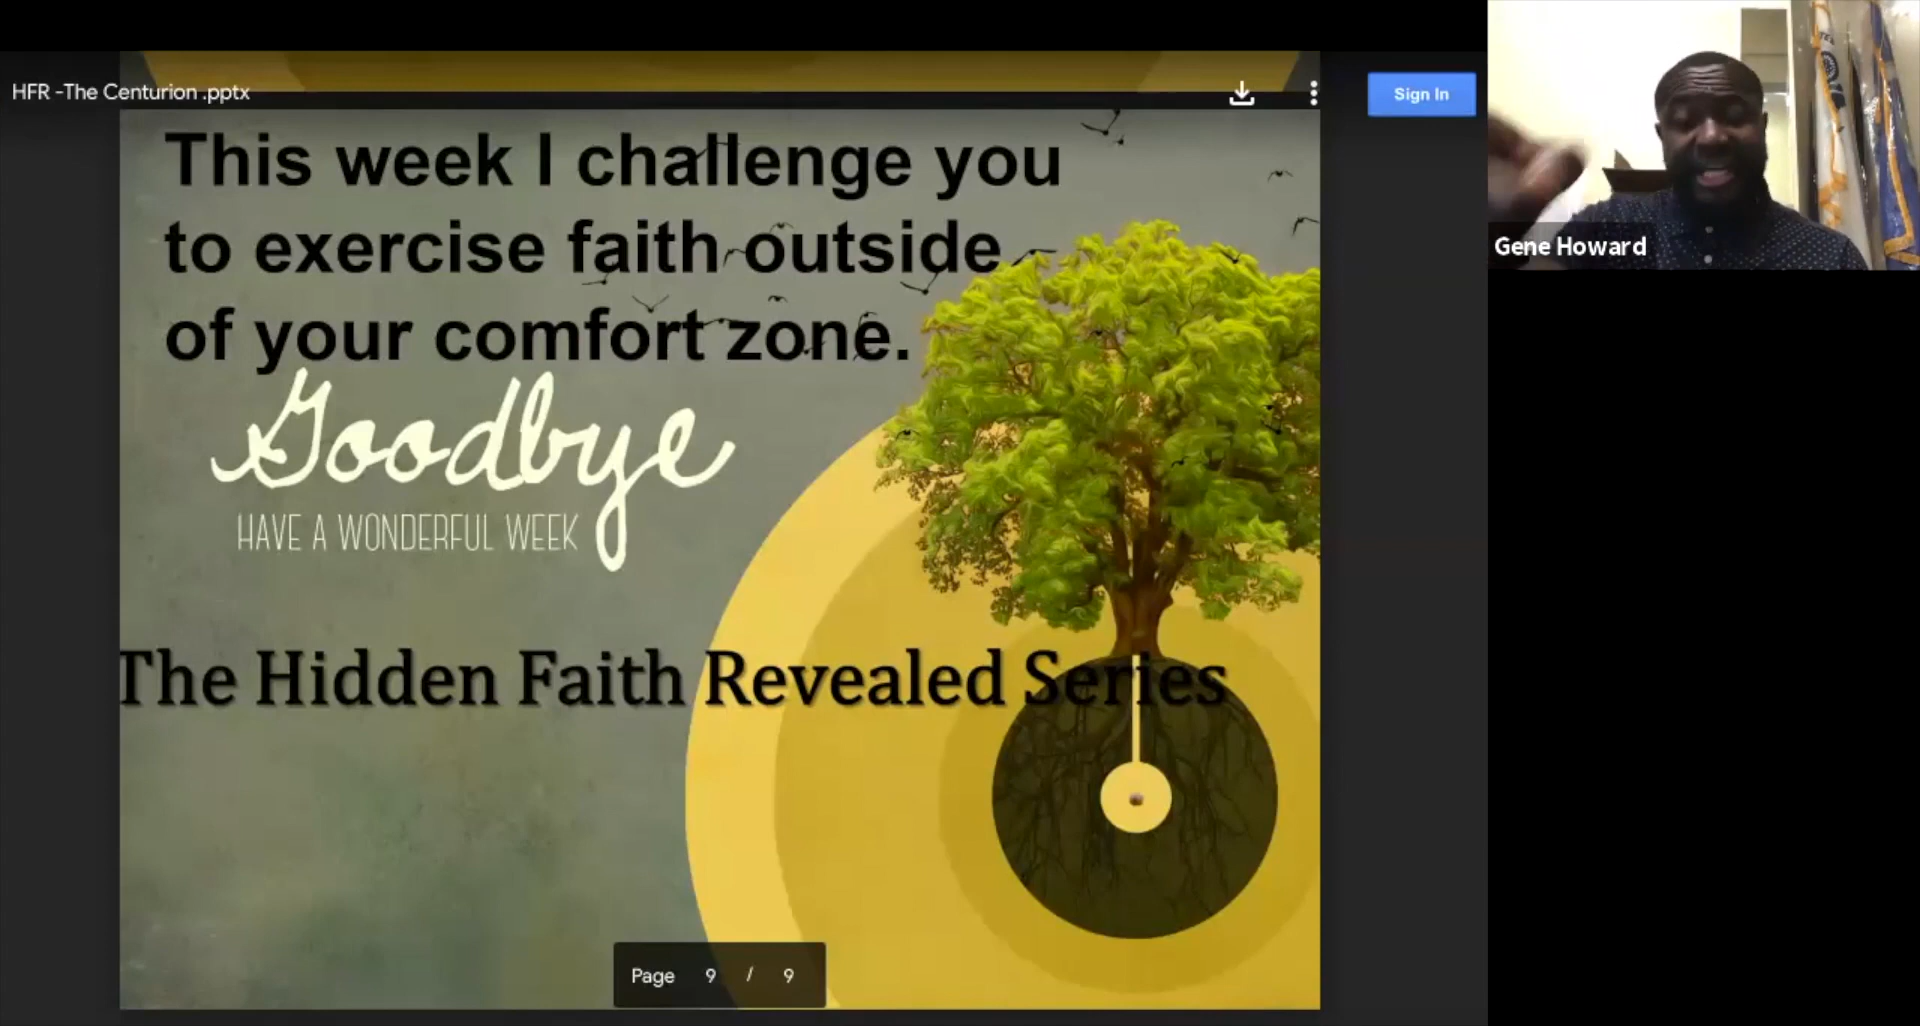 HFR -The Centurion .pptx
Sign In
This week I challenge you
to exercise faith outside
of your comfort zone.
Goodbye
HAVE A WONDERFUL WEEK
The Hidden Faith Revealed Series
Page 9 / 9
Gene Howard